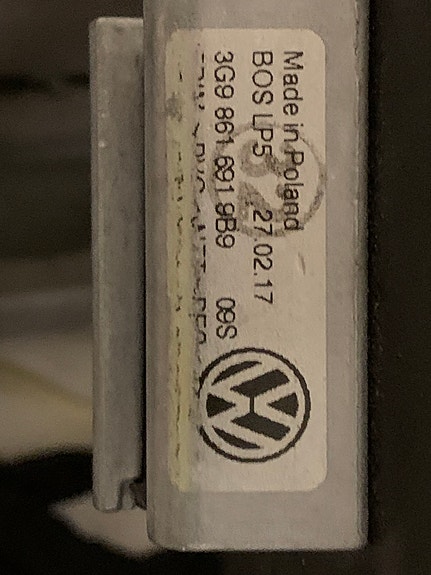 Made in Poland
BOS LP5 27.02.17
3G9 861 691 9B9 09S